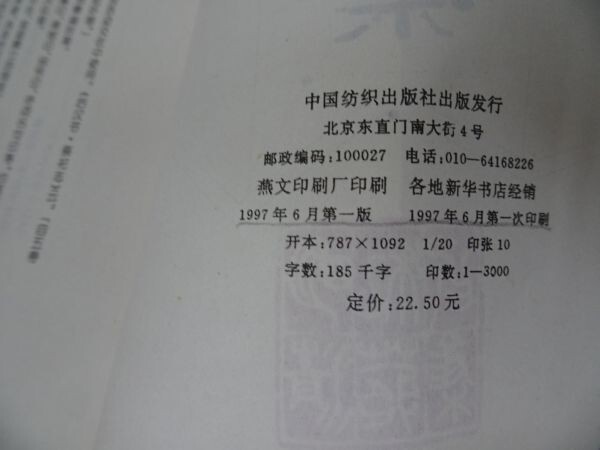 中国纺织出版社出版发行
北京东直门南大街4号
邮政编码:100027 电话:010—64168226
燕文印刷厂印刷 各地新华书店经销
1997年6月第一版 1997年6月第一次印刷
开本:787×1092 1/20 印张10
字数:185千字 印数:1—3000
定价:22.50元